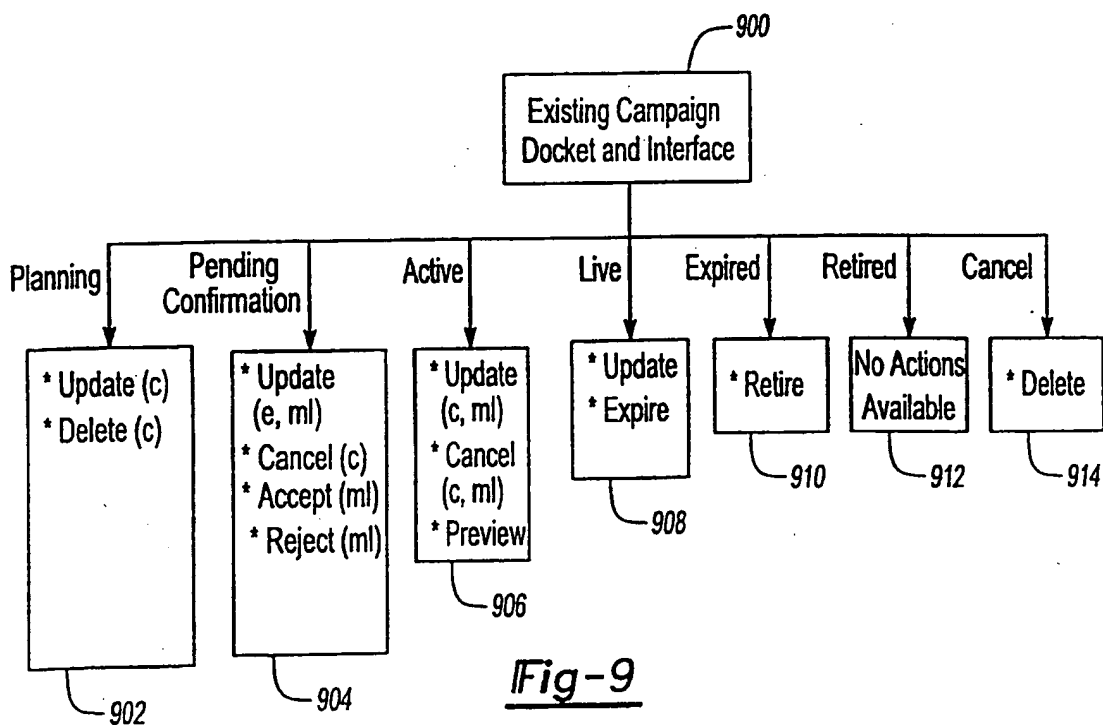 900
Existing Campaign
Docket and Interface
Planning
Pending
Confirmation
Active
Live
Expired
Retired
Cancel
* Update (c)
* Delete (c)
* Update
(e, ml)
* Cancel (c)
* Accept (ml)
* Reject (ml)
* Update
(c, ml)
* Cancel
(c, ml)
* Preview
* Update
* Expire
* Retire
No Actions
Available
* Delete
902
904
906
908
910
912
914
Fig-9